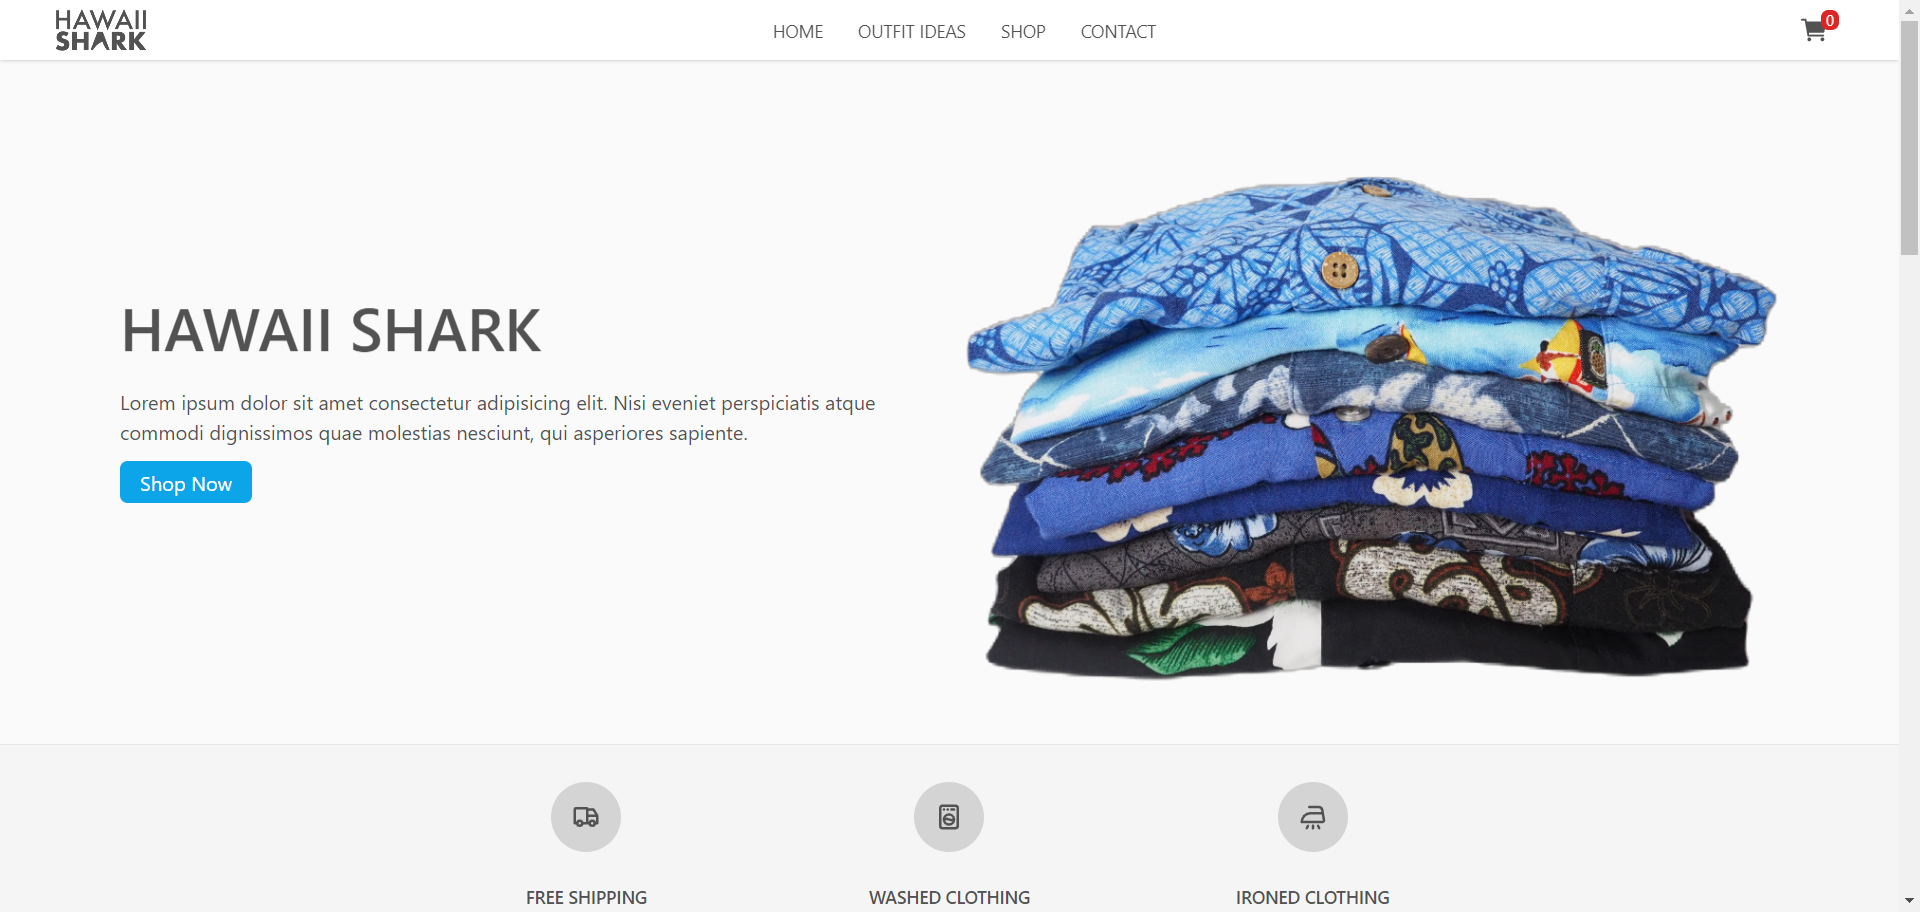 HAWAII
SHARK
HOME
OUTFIT IDEAS
SHOP
CONTACT
0
HAWAII SHARK
Lorem ipsum dolor sit amet consectetur adipisicing elit. Nisi eveniet perspiciatis atque
commodi dignissimos quae molestias nesciunt, qui asperiores sapiente.
Shop Now
FREE SHIPPING
WASHED CLOTHING
IRONED CLOTHING